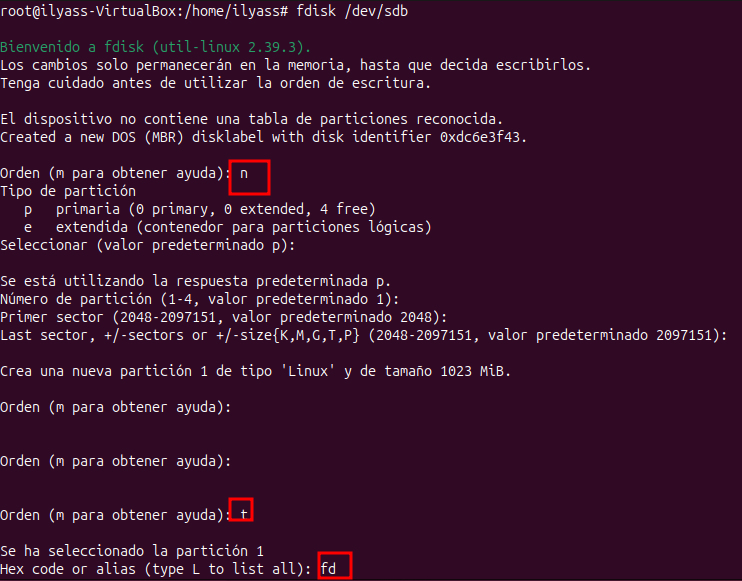 root@ilyass-VirtualBox:/home/ilyass# fdisk /dev/sdb
Bienvenido a fdisk (util-linux 2.39.3).
Los cambios solo permanecerán en la memoria, hasta que decida escribirlos.
Tenga cuidado antes de utilizar la orden de escritura.
El dispositivo no contiene una tabla de particiones reconocida.
Created a new DOS (MBR) disklabel with disk identifier 0xdc6e3f43.
Orden (m para obtener ayuda): n
Tipo de partición
p   primaria (0 primary, 0 extended, 4 free)
e   extendida (contenedor para particiones lógicas)
Seleccionar (valor predeterminado p):
Se está utilizando la respuesta predeterminada p.
Número de partición (1-4, valor predeterminado 1):
Primer sector (2048-2097151, valor predeterminado 2048):
Last sector, +/-sectors or +/-size{K,M,G,T,P} (2048-2097151, valor predeterminado 2097151):
Crea una nueva partición 1 de tipo 'Linux' y de tamaño 1023 MiB.
Orden (m para obtener ayuda):
Orden (m para obtener ayuda):
Orden (m para obtener ayuda): t
Se ha seleccionado la partición 1
Hex code or alias (type L to list all): fd